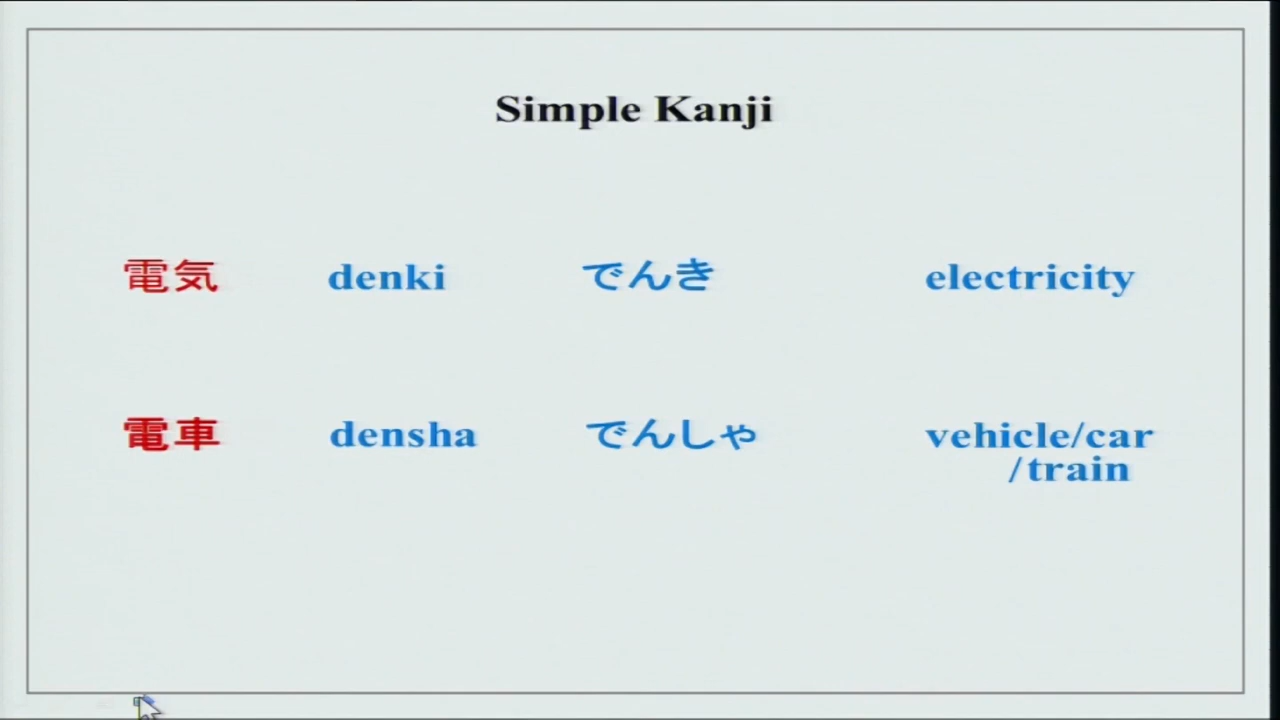 Simple Kanji
電気 denki でんき electricity
電車 densha でんしゃ vehicle/car
/train